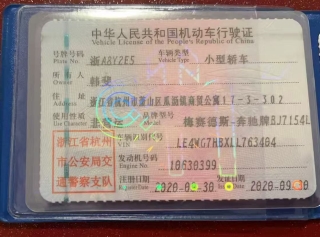 中华人民共和国机动车行驶证
Vehicle License of the People's Republic of China
号牌号码 浙A8Y2E5 车辆类型 小型轿车
Plate No. Vehicle Type
所有人 韩斐
Owner
住址 浙江省杭州市萧山区瓜沥镇商贸公寓17-3-302
Address
使用性质 非营运 品牌型号 梅赛德斯-奔驰牌BJ7154L
Use Character
浙江省杭州 车辆识别代号 LE4WG7HBXLL763484
VIN
市公安局交 发动机号码 10630399
Engine No.
通警察支队 注册日期 2020-09-30 发证日期 2020-09-30
Register Date Issue Date